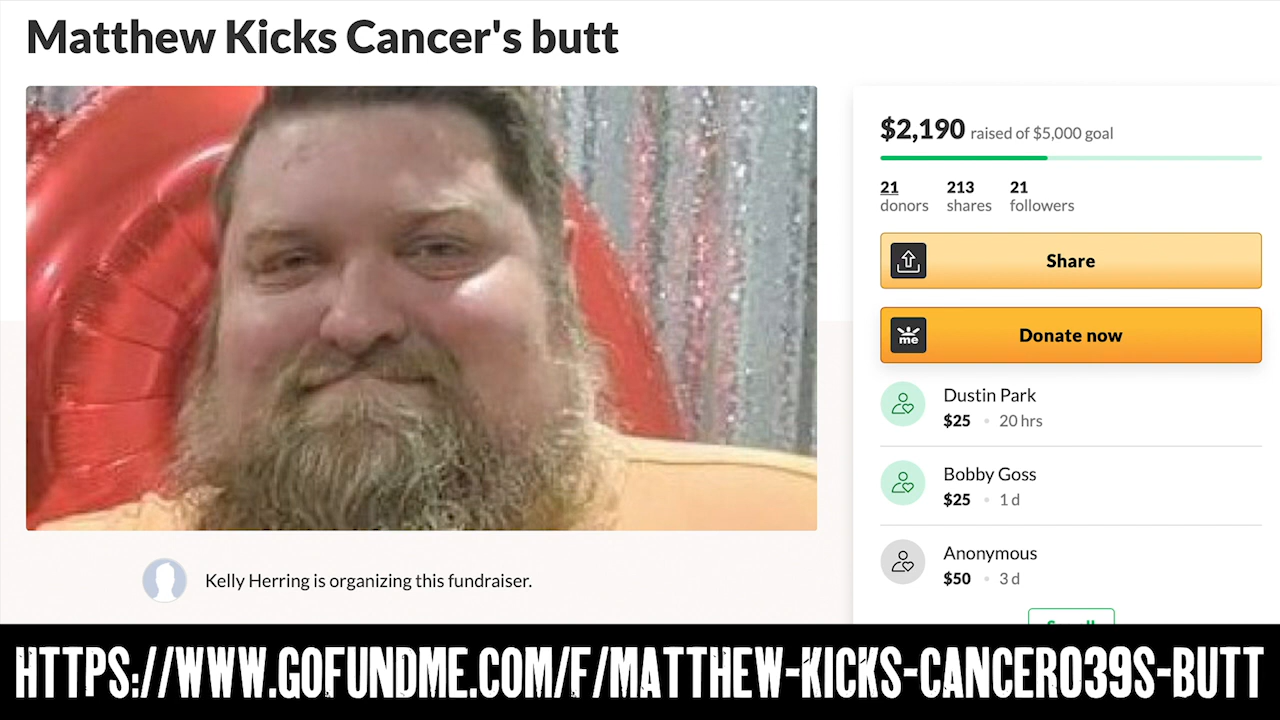 Matthew Kicks Cancer's butt
$2,190 raised of $5,000 goal
21 213 21
donors shares followers
Share
me Donate now
Dustin Park
$25 • 20 hrs
Bobby Goss
$25 • 1 d
Anonymous
$50 • 3 d
Kelly Herring is organizing this fundraiser.
HTTPS://WWW.GOFUNDME.COM/F/MATTHEW-KICKS-CANCER039S-BUTT